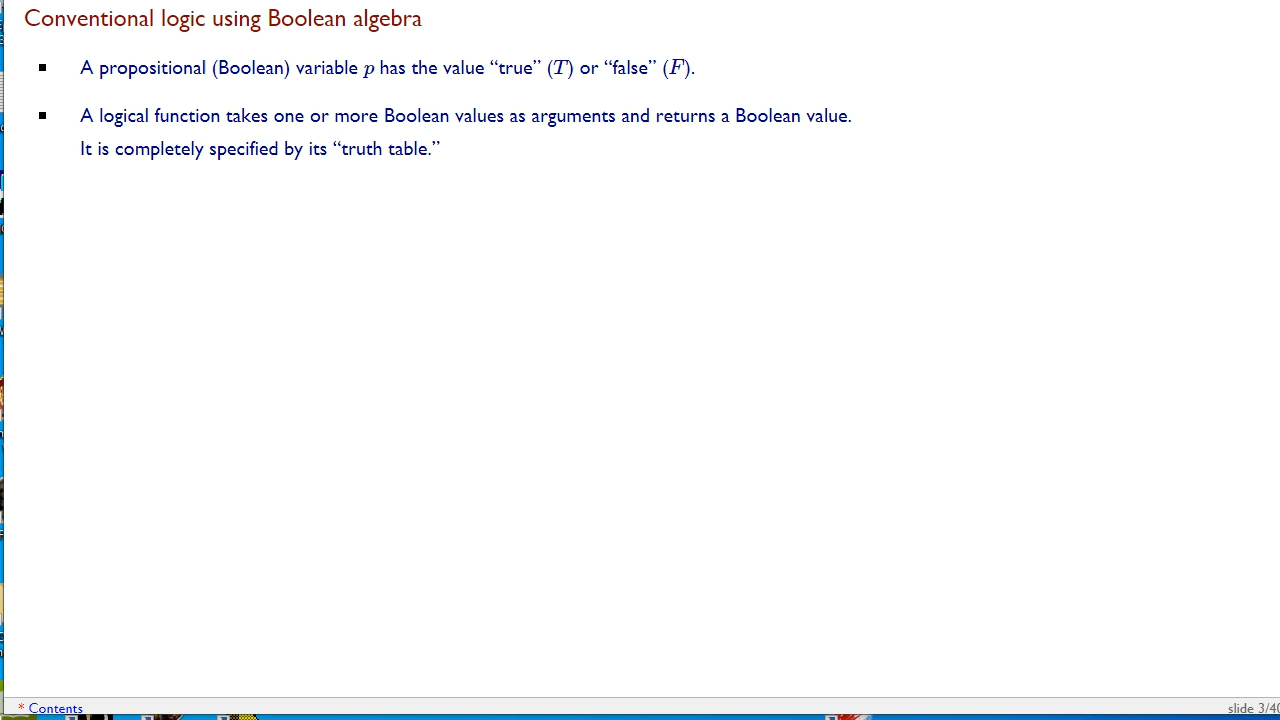 Conventional logic using Boolean algebra
▪ A propositional (Boolean) variable p has the value “true” (T) or “false” (F).
▪ A logical function takes one or more Boolean values as arguments and returns a Boolean value.
It is completely specified by its “truth table.”
* Contents
slide 3/40